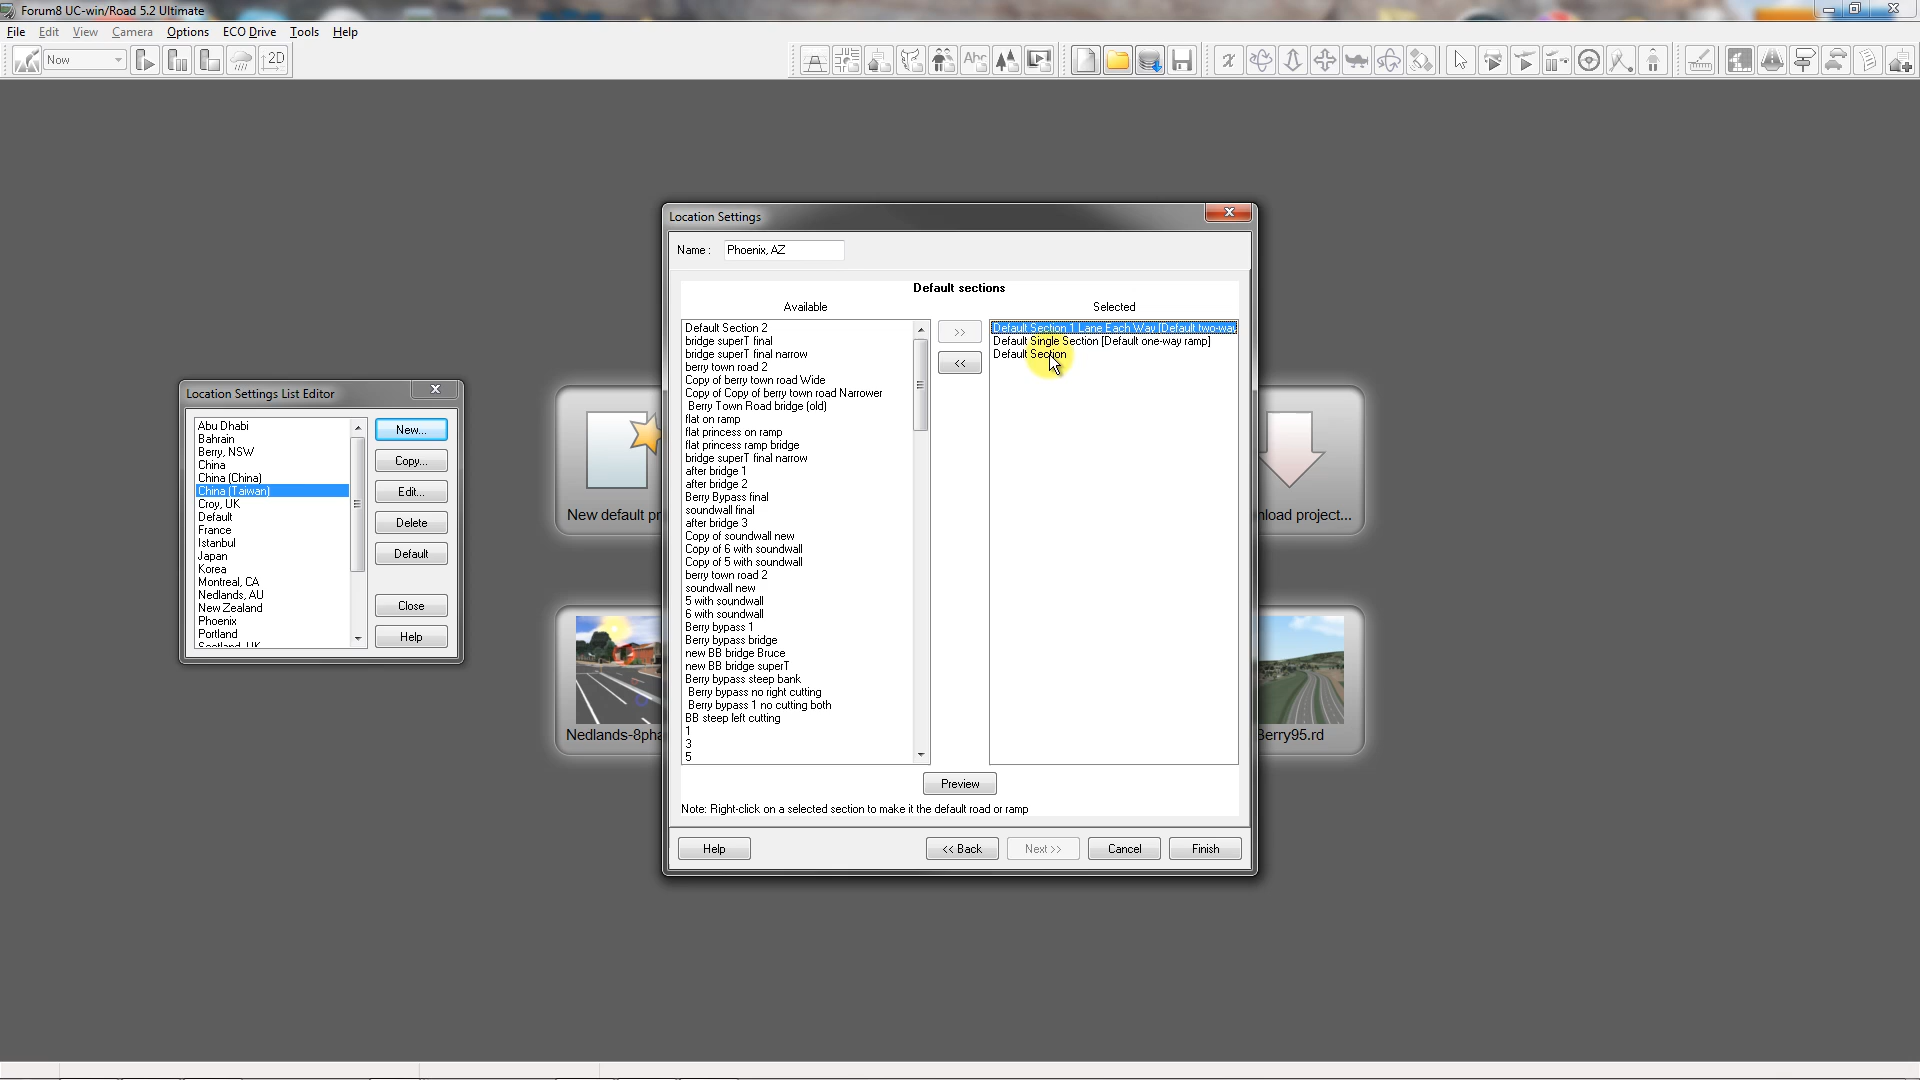 Forum8 UC-win/Road 5.2 Ultimate
File Edit View Camera Options ECO Drive Tools Help
Now
2D
Abc
Location Settings
Name : Phoenix, AZ
Default sections
Available
Selected
Default Section 2
bridge superT final
bridge superT final narrow
berry town road 2
Copy of berry town road Wide
Copy of Copy of berry town road Narrower
Berry Town Road bridge (old)
flat on ramp
flat princess on ramp
flat princess ramp bridge
bridge superT final narrow
after bridge 1
after bridge 2
Berry Bypass final
soundwall final
after bridge 3
Copy of soundwall new
Copy of 6 with soundwall
Copy of 5 with soundwall
berry town road 2
soundwall new
5 with soundwall
6 with soundwall
Berry bypass 1
Berry bypass bridge
new BB bridge Bruce
new BB bridge superT
Berry bypass steep bank
Berry bypass no right cutting
Berry bypass 1 no cutting both
BB steep left cutting
1
3
5
>>
<<
Default Section 1 Lane Each Way [Default two-way
Default Single Section [Default one-way ramp]
Default Section
Preview
Note: Right-click on a selected section to make it the default road or ramp
Help
<< Back
Next >>
Cancel
Finish
Location Settings List Editor
Abu Dhabi
Bahrain
Berry, NSW
China
China (China)
China (Taiwan)
Croy, UK
Default
France
Istanbul
Japan
Korea
Montreal, CA
Nedlands, AU
New Zealand
Phoenix
Portland
Scotland, UK
New...
Copy...
Edit...
Delete
Default
Close
Help
New default pr
nload project...
Nedlands-8pha
Berry95.rd